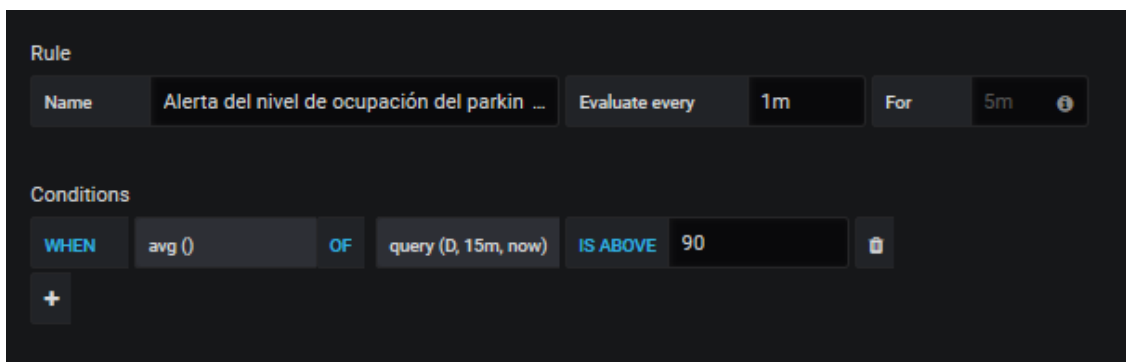 Rule
Name Alerta del nivel de ocupación del parkin ... Evaluate every 1m For 5m
Conditions
WHEN avg () OF query (D, 15m, now) IS ABOVE 90
+